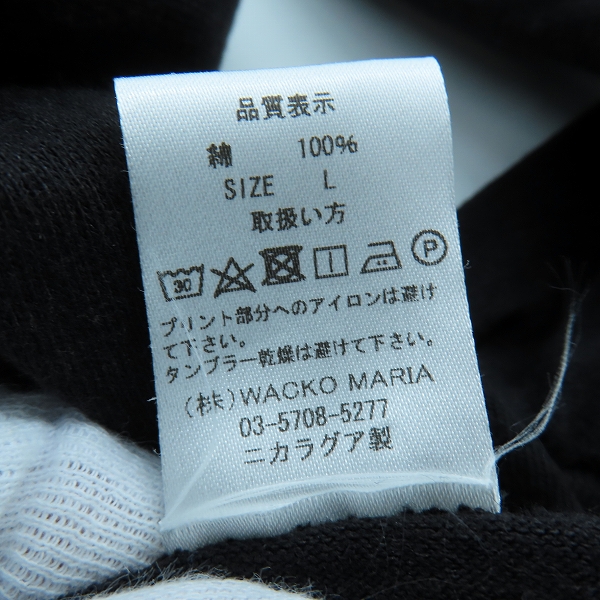 品質表示
綿 100%
SIZE L
取扱い方
30 P
プリント部分へのアイロンは避け
て下さい。
タンブラー乾燥は避けて下さい。
(株)WACKO MARIA
03-5708-5277
ニカラグア製